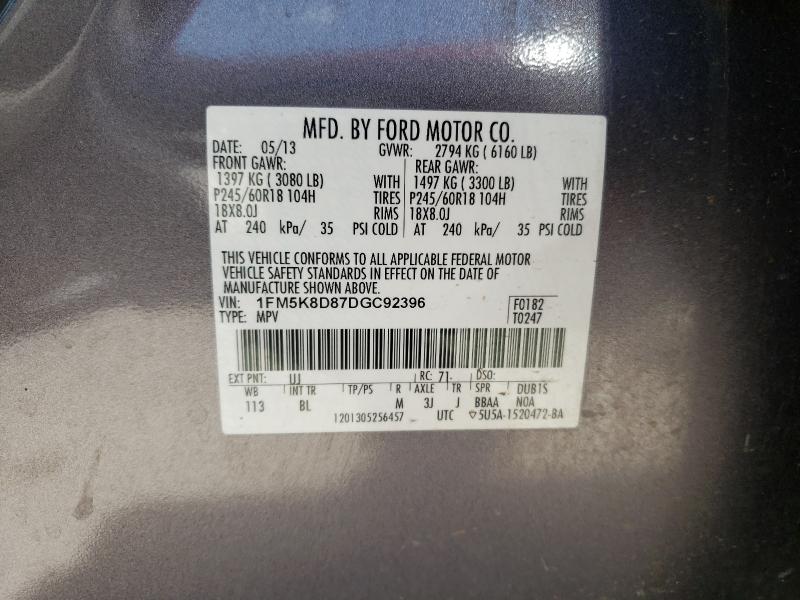 MFD. BY FORD MOTOR CO.
DATE: 05/13 GVWR: 2794 KG ( 6160 LB)
FRONT GAWR: REAR GAWR:
1397 KG ( 3080 LB) WITH 1497 KG ( 3300 LB) WITH
P245/60R18 104H TIRES P245/60R18 104H TIRES
18X8.0J RIMS 18X8.0J RIMS
AT 240 kPa/ 35 PSI COLD AT 240 kPa/ 35 PSI COLD
THIS VEHICLE CONFORMS TO ALL APPLICABLE FEDERAL MOTOR
VEHICLE SAFETY STANDARDS IN EFFECT ON THE DATE OF
MANUFACTURE SHOWN ABOVE.
VIN: 1FM5K8D87DGC92396 F0182
TYPE: MPV T0247
EXT PNT: UJ RC: 71 DSO:
WB INT TR TP/PS R AXLE TR SPR DUB1S
113 BL M 3J J BBAA NOA
1201305256457 UTC ▽5U5A-1520472-BA